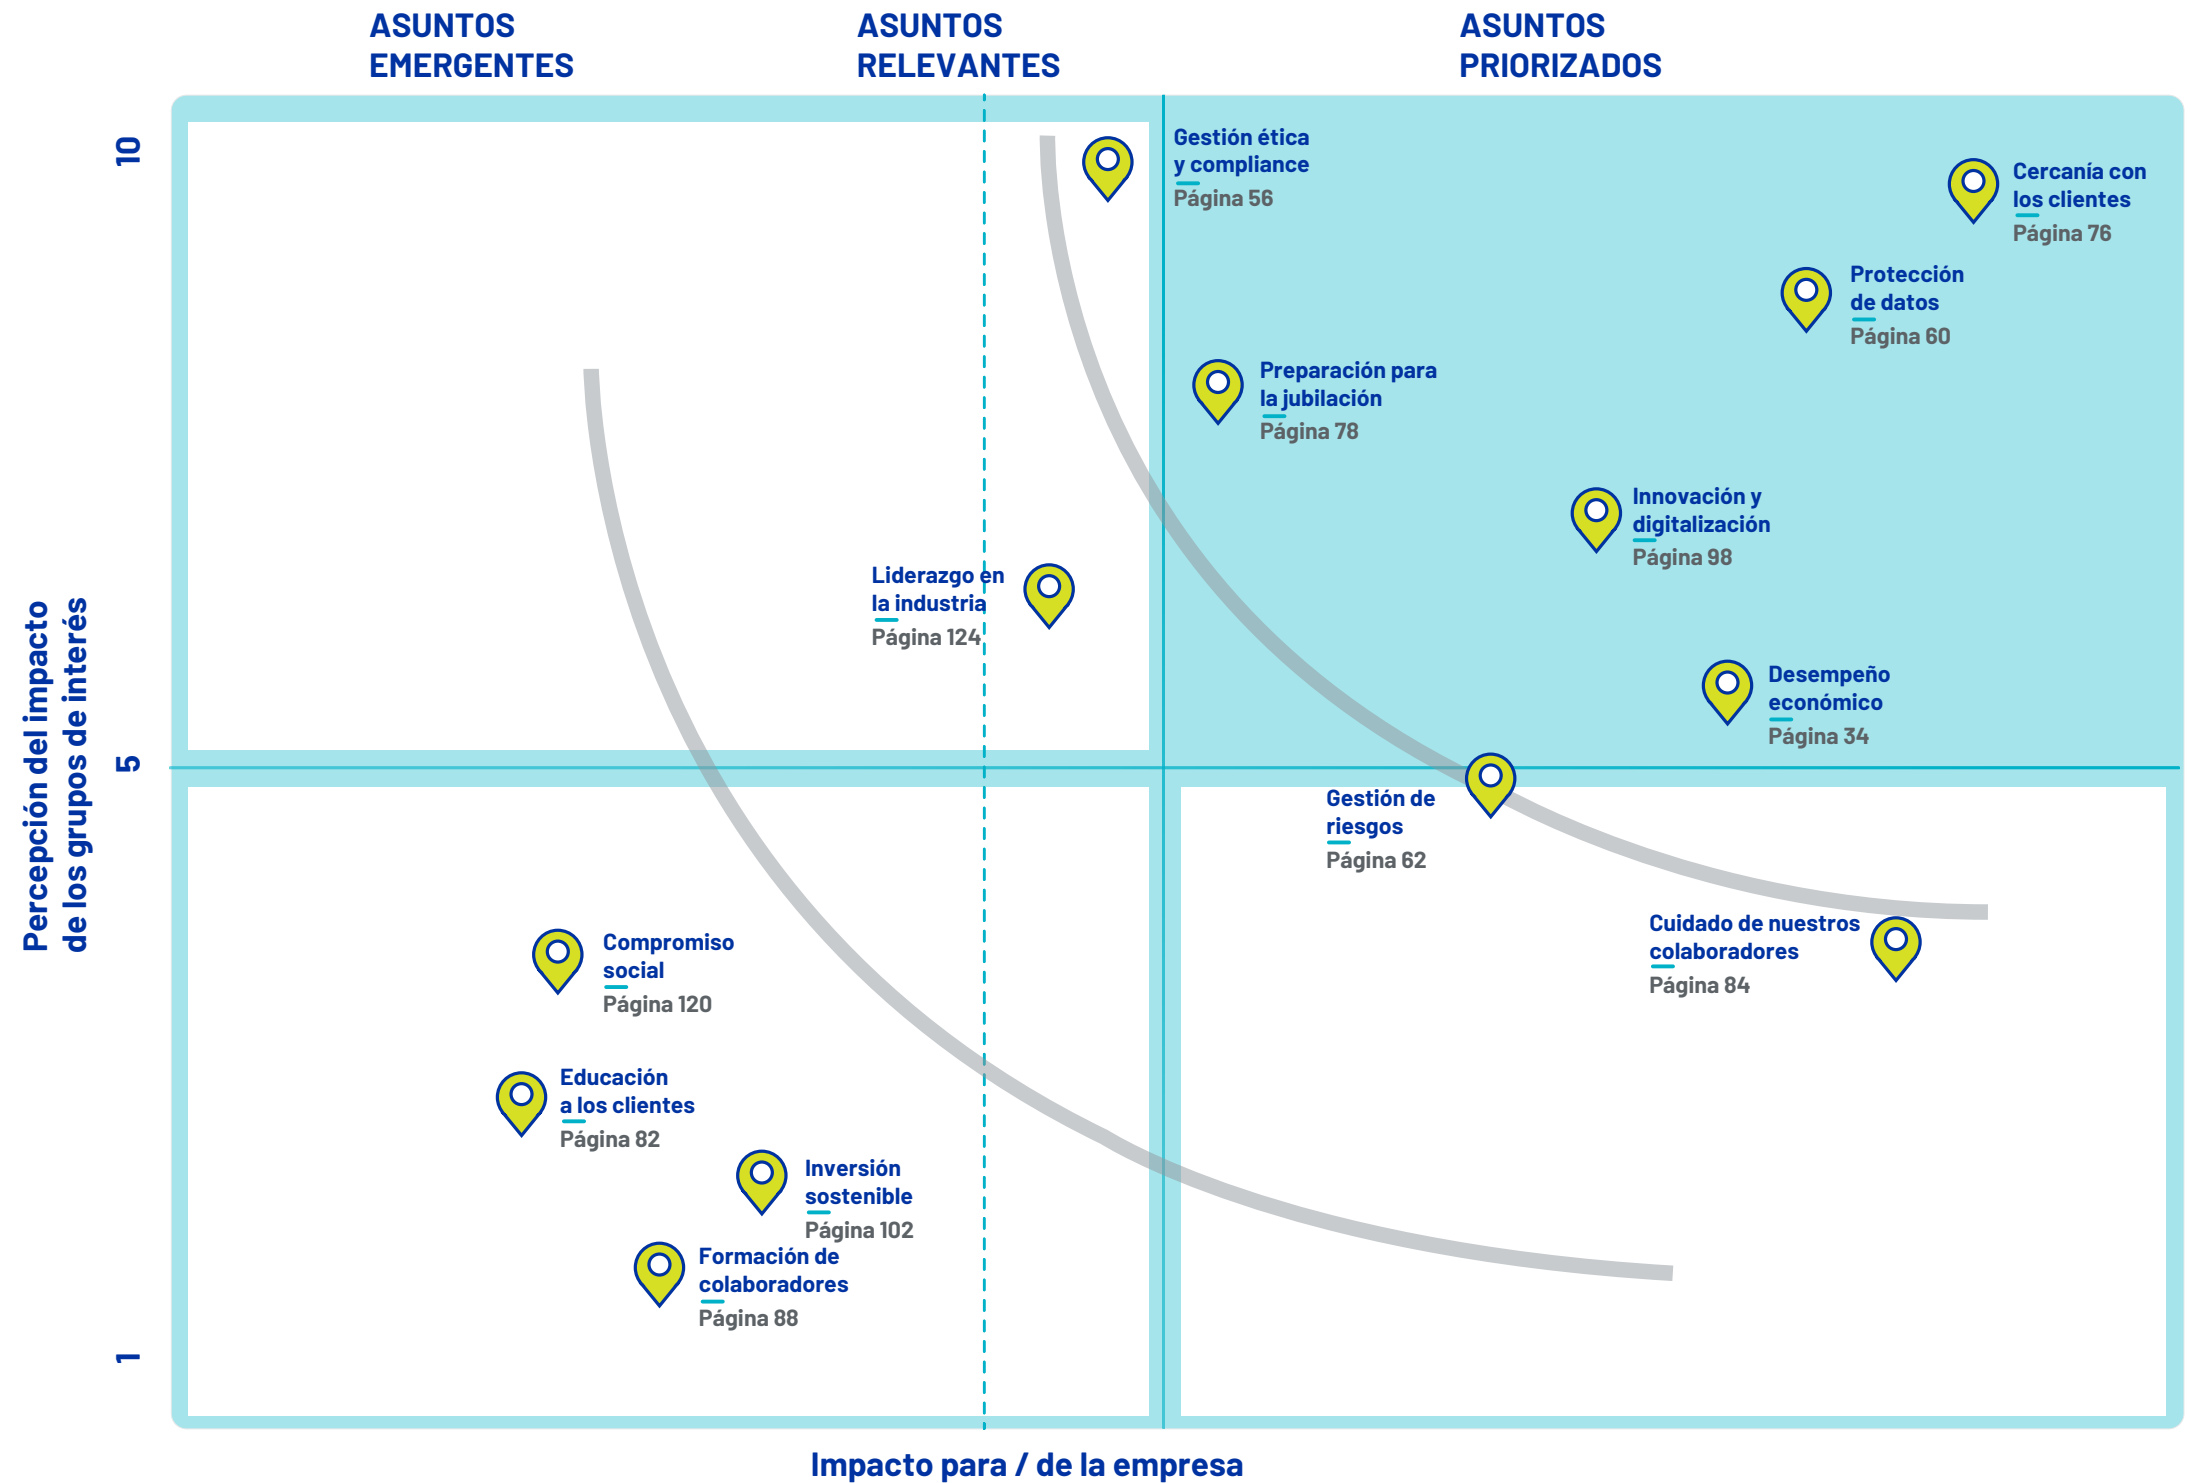 ASUNTOS
EMERGENTES
ASUNTOS
RELEVANTES
ASUNTOS
PRIORIZADOS
Percepción del impacto
de los grupos de interés
10
5
1
Gestión ética
y compliance
Página 56
Cercanía con
los clientes
Página 76
Protección
de datos
Página 60
Preparación para
la jubilación
Página 78
Innovación y
digitalización
Página 98
Liderazgo en
la industria
Página 124
Desempeño
económico
Página 34
Gestión de
riesgos
Página 62
Cuidado de nuestros
colaboradores
Página 84
Compromiso
social
Página 120
Educación
a los clientes
Página 82
Inversión
sostenible
Página 102
Formación de
colaboradores
Página 88
Impacto para / de la empresa